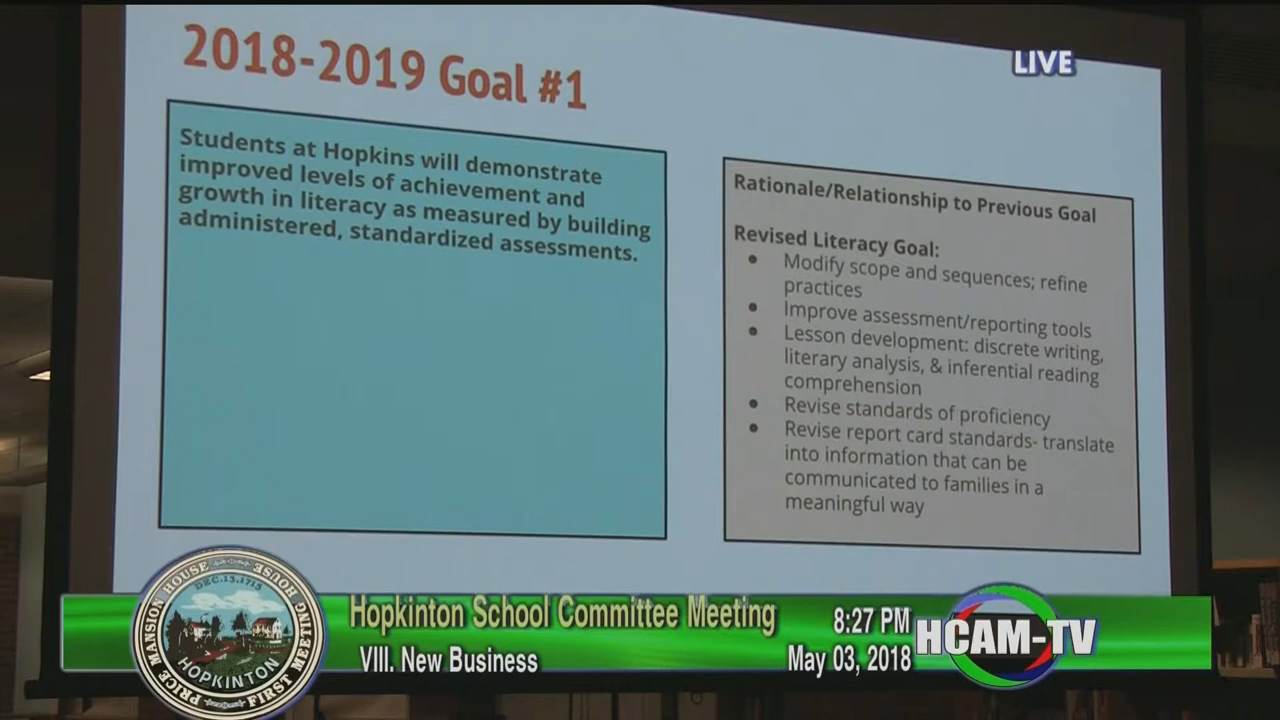 2018-2019 Goal #1
LIVE
Students at Hopkins will demonstrate
improved levels of achievement and
growth in literacy as measured by building
administered, standardized assessments.
Rationale/Relationship to Previous Goal
Revised Literacy Goal:
● Modify scope and sequences; refine
practices
● Improve assessment/reporting tools
● Lesson development: discrete writing,
literary analysis, & inferential reading
comprehension
● Revise standards of proficiency
● Revise report card standards- translate
into information that can be
communicated to families in a
meaningful way
PRICE MANSION HOUSE
FIRST MEETING HOUSE
DEC.13.1715
HOPKINTON
Hopkinton School Committee Meeting
VIII. New Business
8:27 PM
May 03, 2018
HCAM-TV